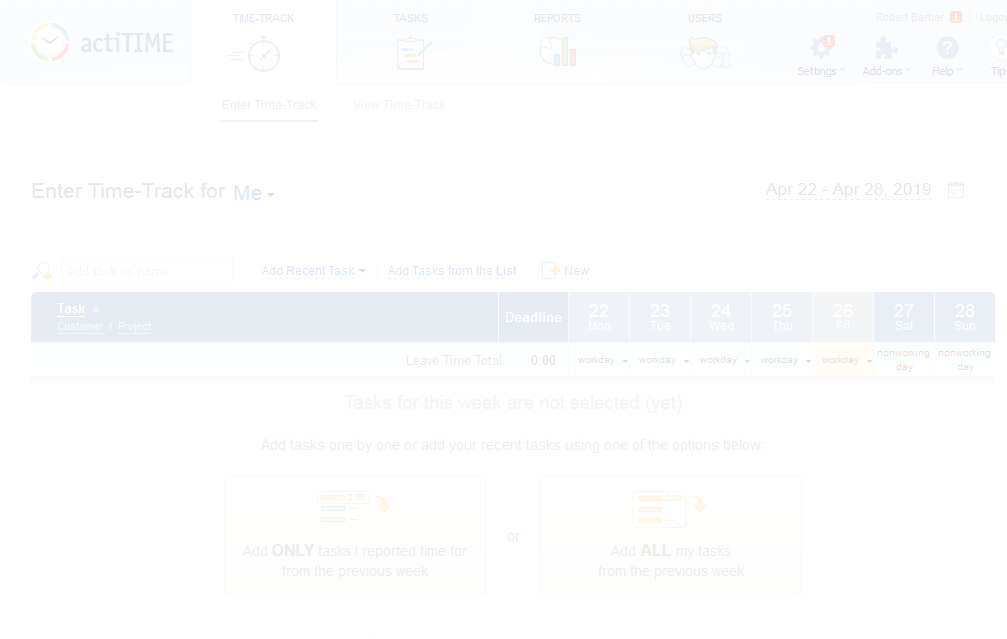 TIME-TRACK TASKS REPORTS USERS Robert Barber Logou
actiTIME
Settings Add-ons Help Tips
Enter Time-Track View Time-Track
Enter Time-Track for Me Apr 22 - Apr 28, 2019
Add task by name Add Recent Task Add Tasks from the List New
Task Deadline 22 23 24 25 26 27 28
Customer / Project Mon Tue Wed Thu Fri Sat Sun
Leave Time Total 0:00 workday workday workday workday workday nonworking day nonworking day
Tasks for this week are not selected (yet)
Add tasks one by one or add your recent tasks using one of the options below:
2:00 2:00
Add ONLY tasks I reported time for
from the previous week
or
Add ALL my tasks
from the previous week